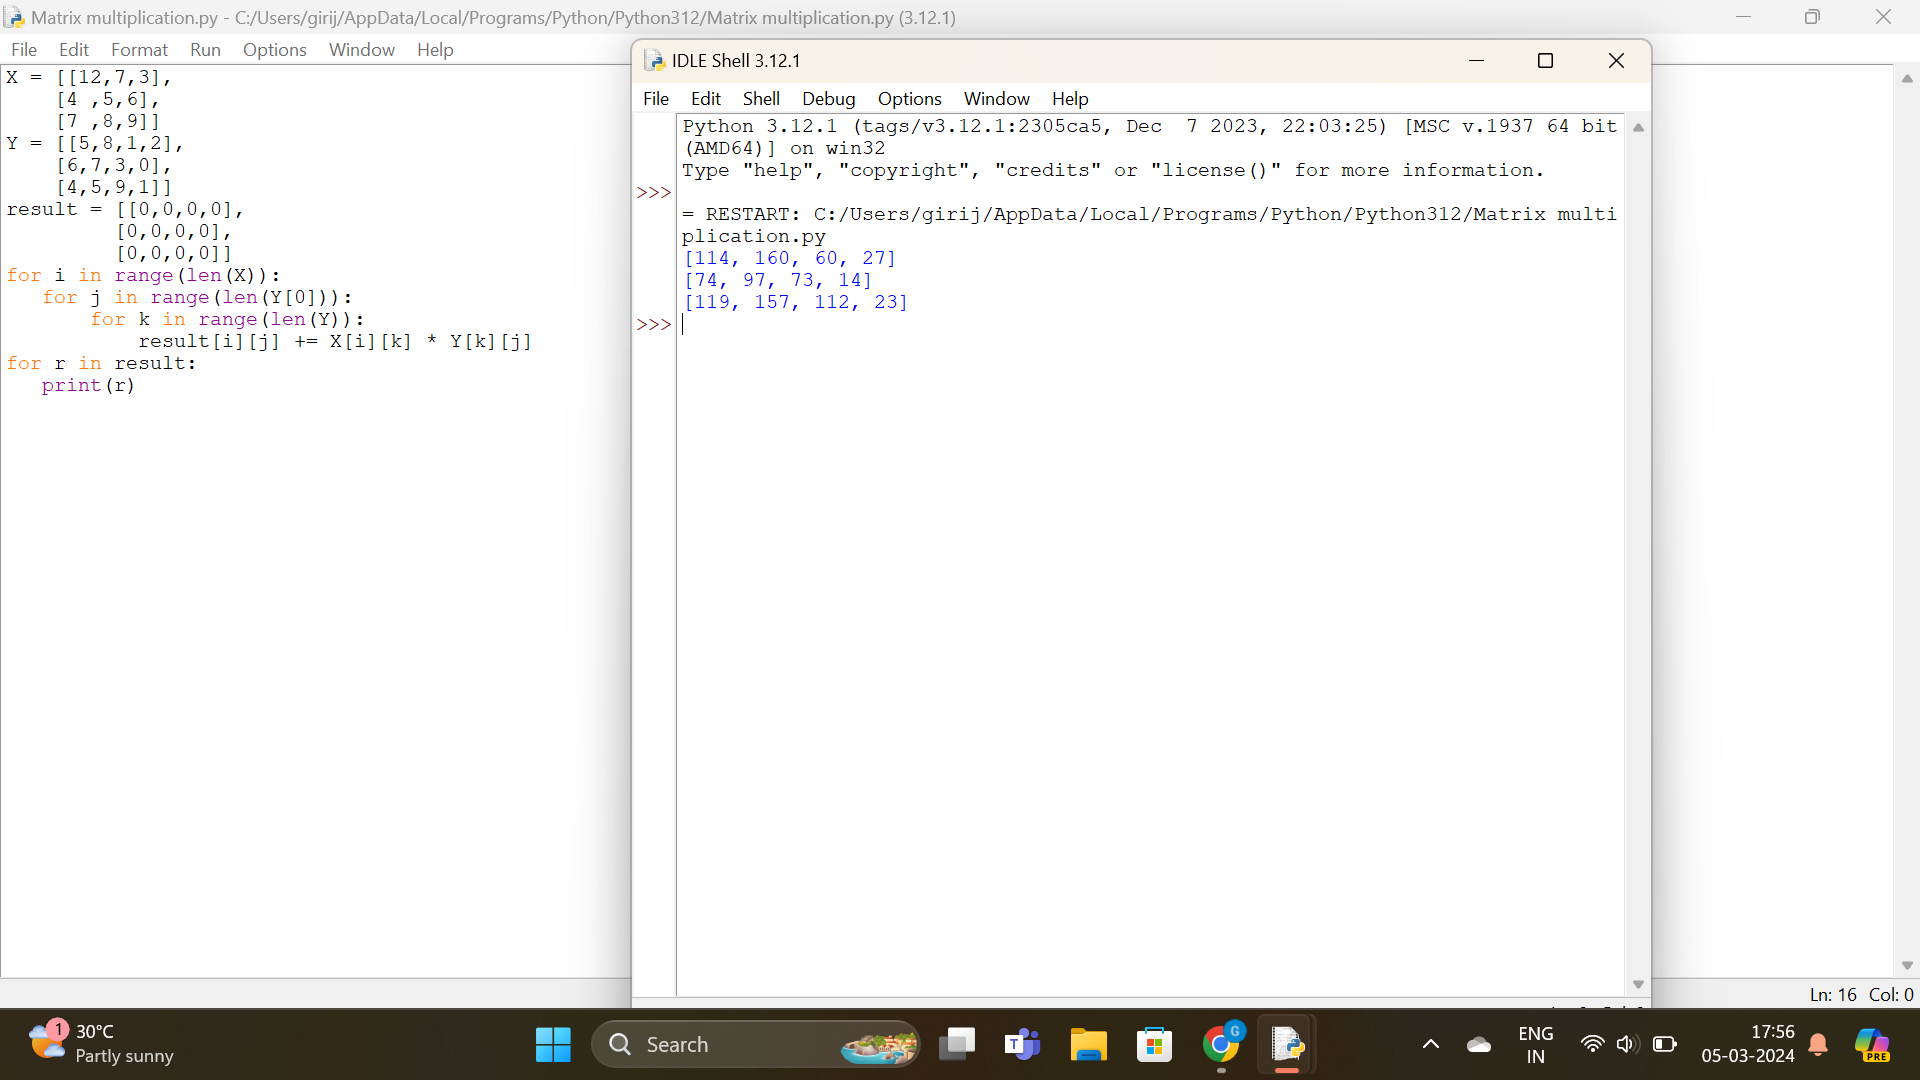 Matrix multiplication.py - C:/Users/girij/AppData/Local/Programs/Python/Python312/Matrix multiplication.py (3.12.1)
File Edit Format Run Options Window Help
X = [[12,7,3],
    [4 ,5,6],
    [7 ,8,9]]
Y = [[5,8,1,2],
    [6,7,3,0],
    [4,5,9,1]]
result = [[0,0,0,0],
         [0,0,0,0],
         [0,0,0,0]]
for i in range(len(X)):
   for j in range(len(Y[0])):
       for k in range(len(Y)):
           result[i][j] += X[i][k] * Y[k][j]
for r in result:
   print(r)
IDLE Shell 3.12.1
File Edit Shell Debug Options Window Help
Python 3.12.1 (tags/v3.12.1:2305ca5, Dec  7 2023, 22:03:25) [MSC v.1937 64 bit
(AMD64)] on win32
Type "help", "copyright", "credits" or "license()" for more information.
>>>
= RESTART: C:/Users/girij/AppData/Local/Programs/Python/Python312/Matrix multi
plication.py
[114, 160, 60, 27]
[74, 97, 73, 14]
[119, 157, 112, 23]
>>>
Ln: 16 Col: 0
1
30°C
Partly sunny
Search
T
G
ENG
IN
17:56
05-03-2024
PRE